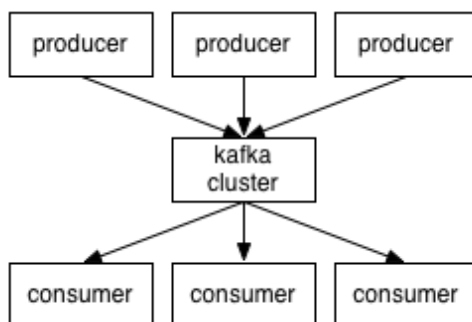 producer
producer
producer
kafka
cluster
consumer
consumer
consumer